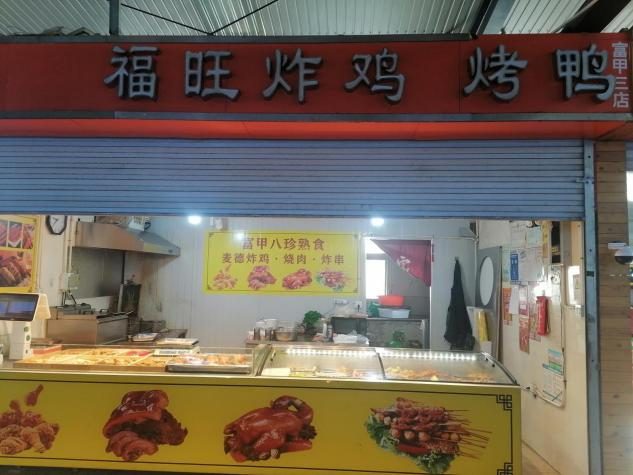 福旺炸鸡 烤鸭
富甲三店
富甲八珍熟食
麦德炸鸡·烧肉·炸串